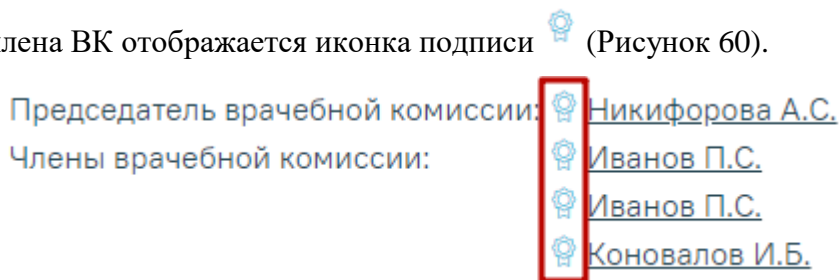 лена ВК отображается иконка подписи (Рисунок 60).
Председатель врачебной комиссии: Никифорова А.С.
Члены врачебной комиссии: Иванов П.С.
Иванов П.С.
Коновалов И.Б.